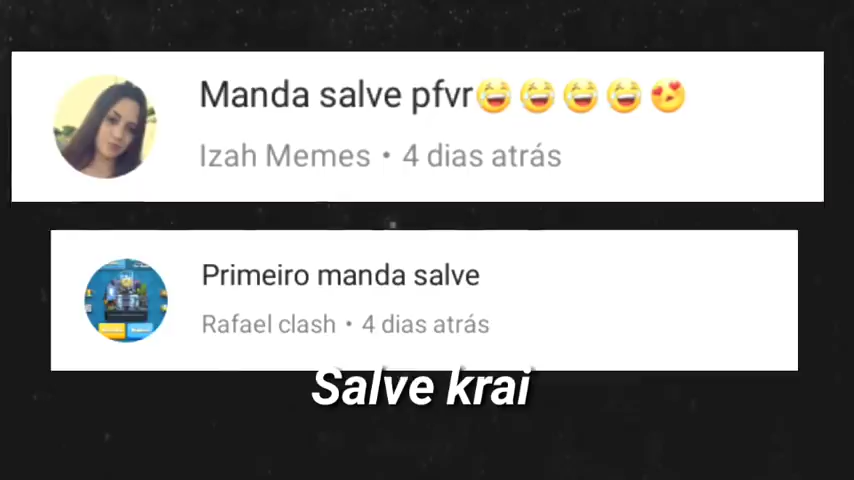 Manda salve pfvr😂😂😂😂😍
Izah Memes • 4 dias atrás
Primeiro manda salve
Rafael clash • 4 dias atrás
Salve krai